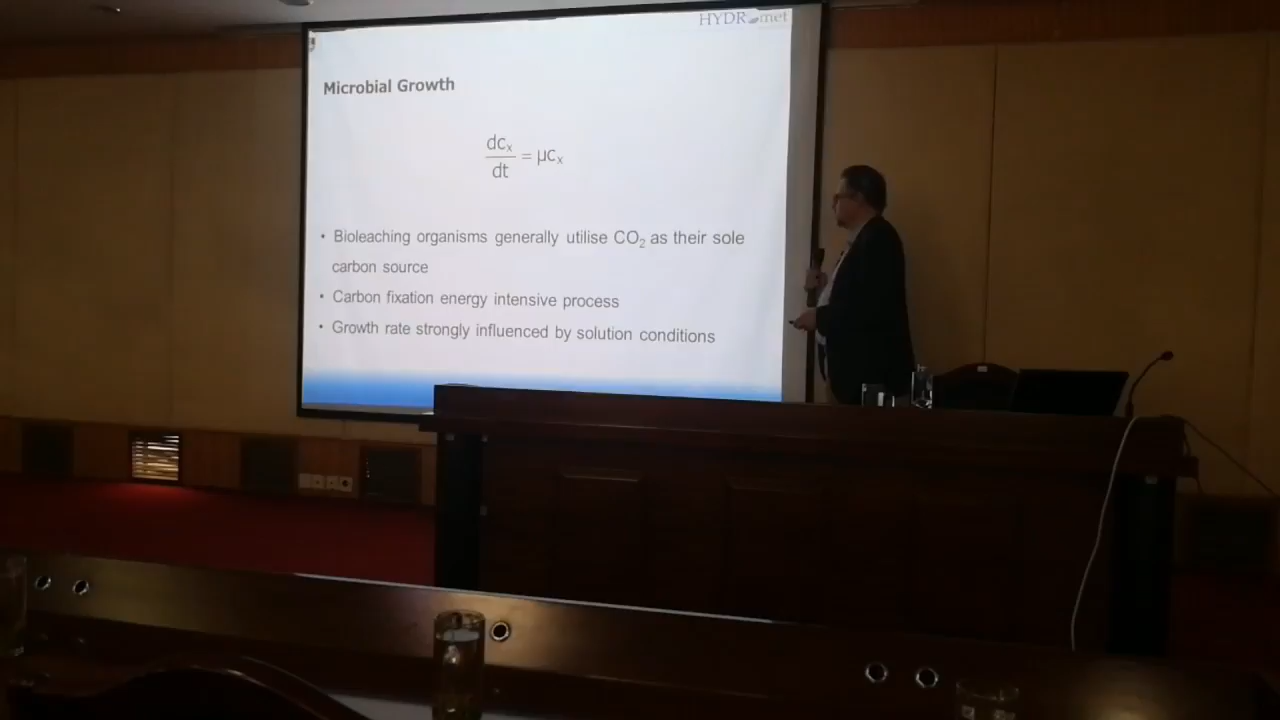 HYDRomet
Microbial Growth
dcₓ
dt
= μcₓ
• Bioleaching organisms generally utilise CO₂ as their sole
carbon source
• Carbon fixation energy intensive process
• Growth rate strongly influenced by solution conditions